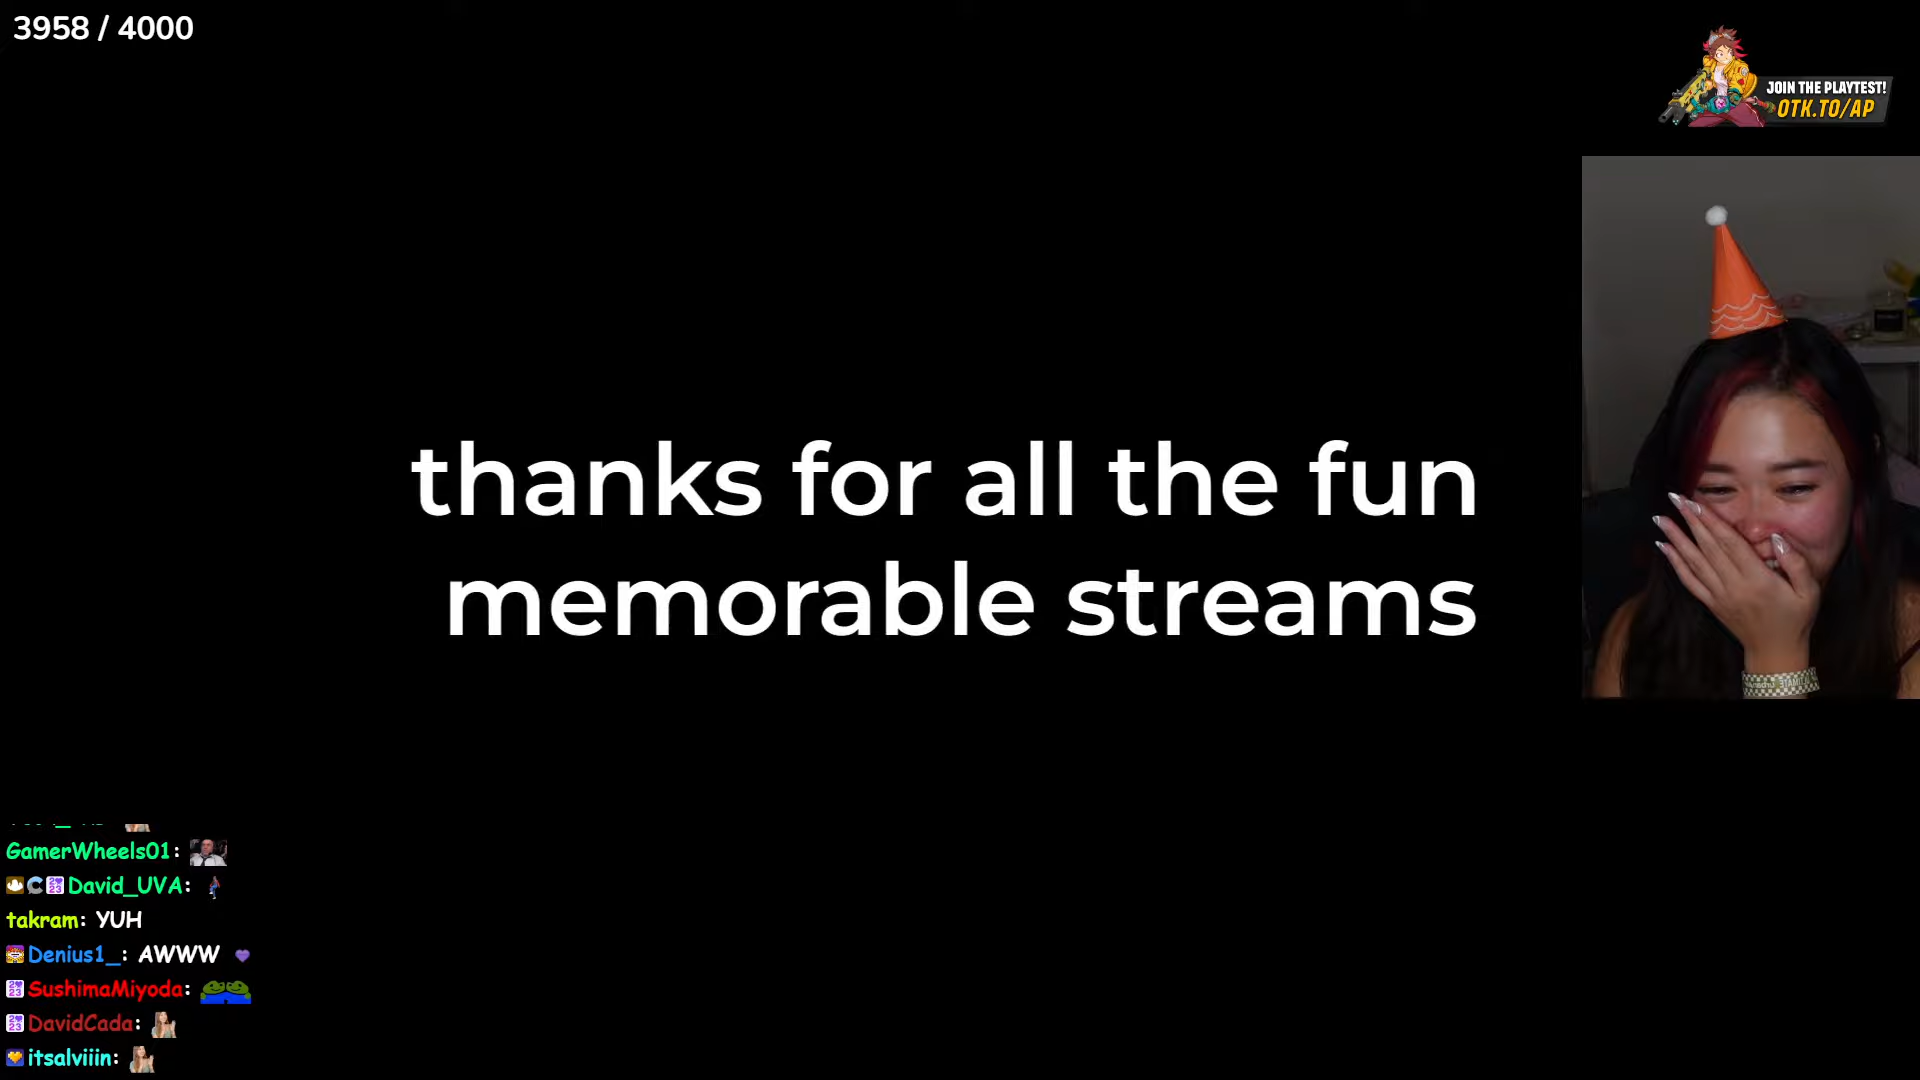 3958 / 4000
JOIN THE PLAYTEST!
OTK.TO/AP
thanks for all the fun
memorable streams
GamerWheels01:
David_UVA:
takram: YUH
Denius1_: AWWW
SushimaMiyoda:
DavidCada:
itsalviiin: